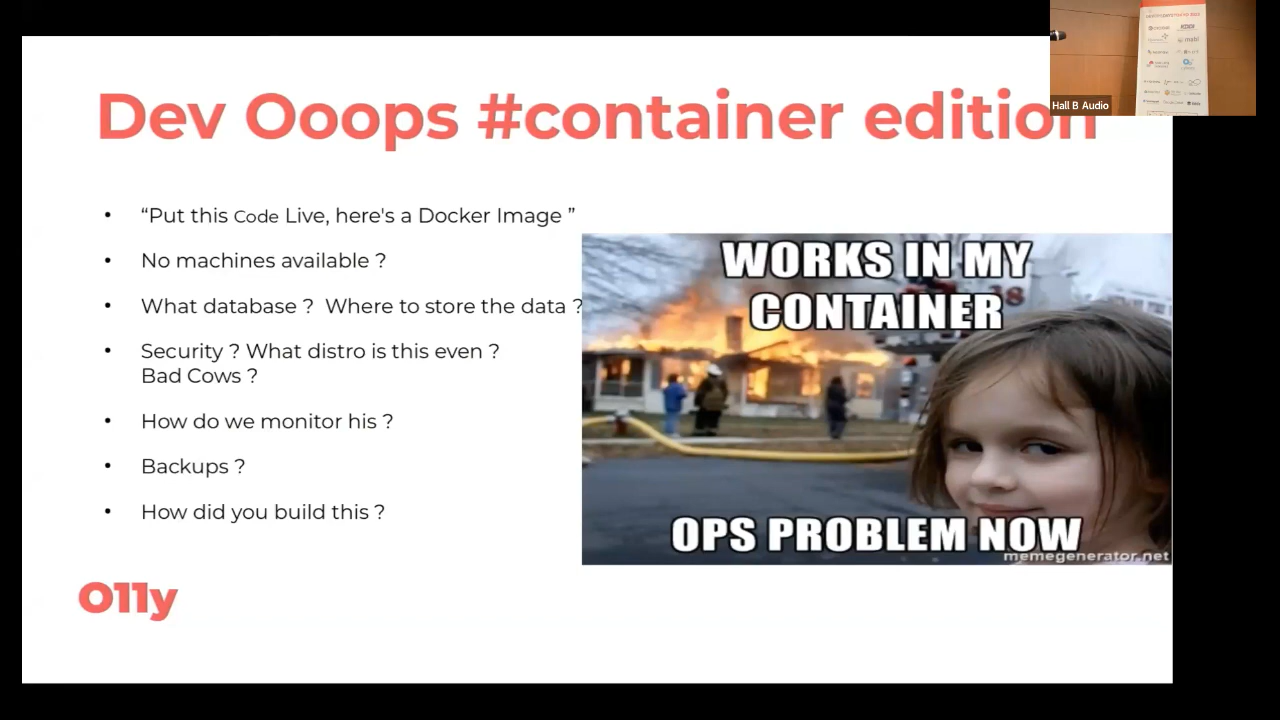 Dev Ooops #container edition
Hall B Audio
• “Put this Code Live, here's a Docker Image ”
• No machines available ?
• What database ?  Where to store the data ?
• Security ? What distro is this even ?
Bad Cows ?
• How do we monitor his ?
• Backups ?
• How did you build this ?
WORKS IN MY
CONTAINER
18
OPS PROBLEM NOW
memegenerator.net
O11y